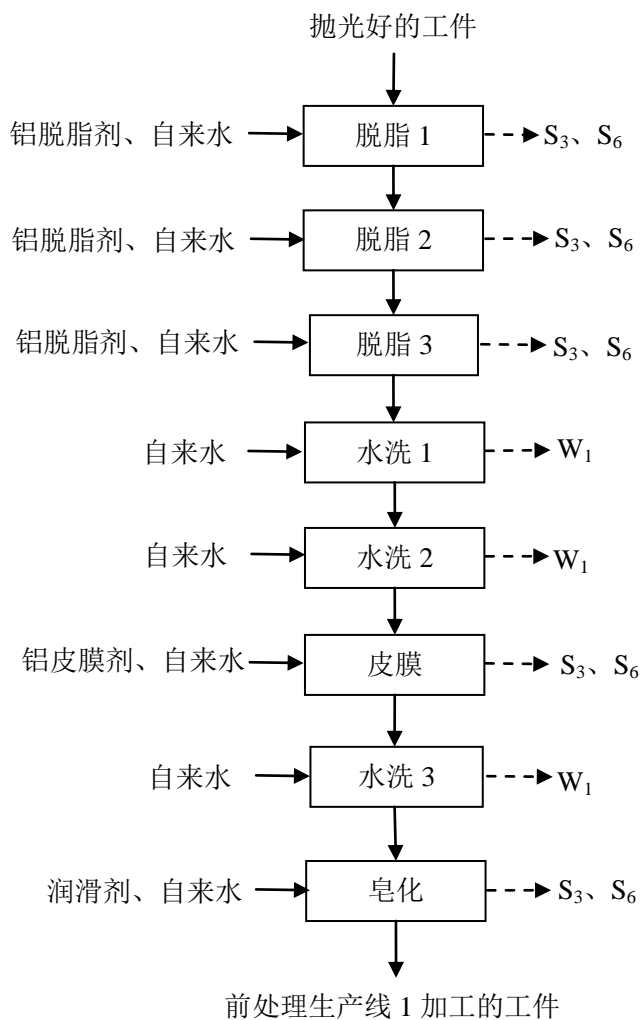 抛光好的工件
铝脱脂剂、自来水 脱脂 1 S₃、S₆
铝脱脂剂、自来水 脱脂 2 S₃、S₆
铝脱脂剂、自来水 脱脂 3 S₃、S₆
自来水 水洗 1 W₁
自来水 水洗 2 W₁
铝皮膜剂、自来水 皮膜 S₃、S₆
自来水 水洗 3 W₁
润滑剂、自来水 皂化 S₃、S₆
前处理生产线 1 加工的工件